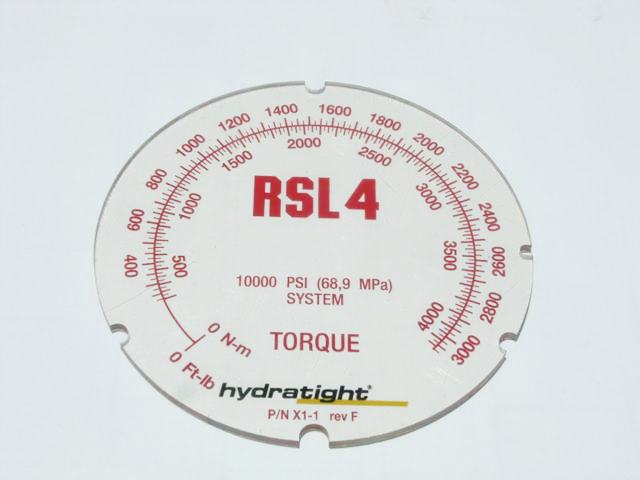 400 600 800 1000 1200 1400 1600 1800 2000 2200 2400 2600 2800 3000
500 1000 1500 2000 2500 3000 3500 4000
RSL4
10000 PSI (68,9 MPa)
SYSTEM
TORQUE
0 N-m
0 Ft-lb
hydratight®
P/N X1-1 rev F